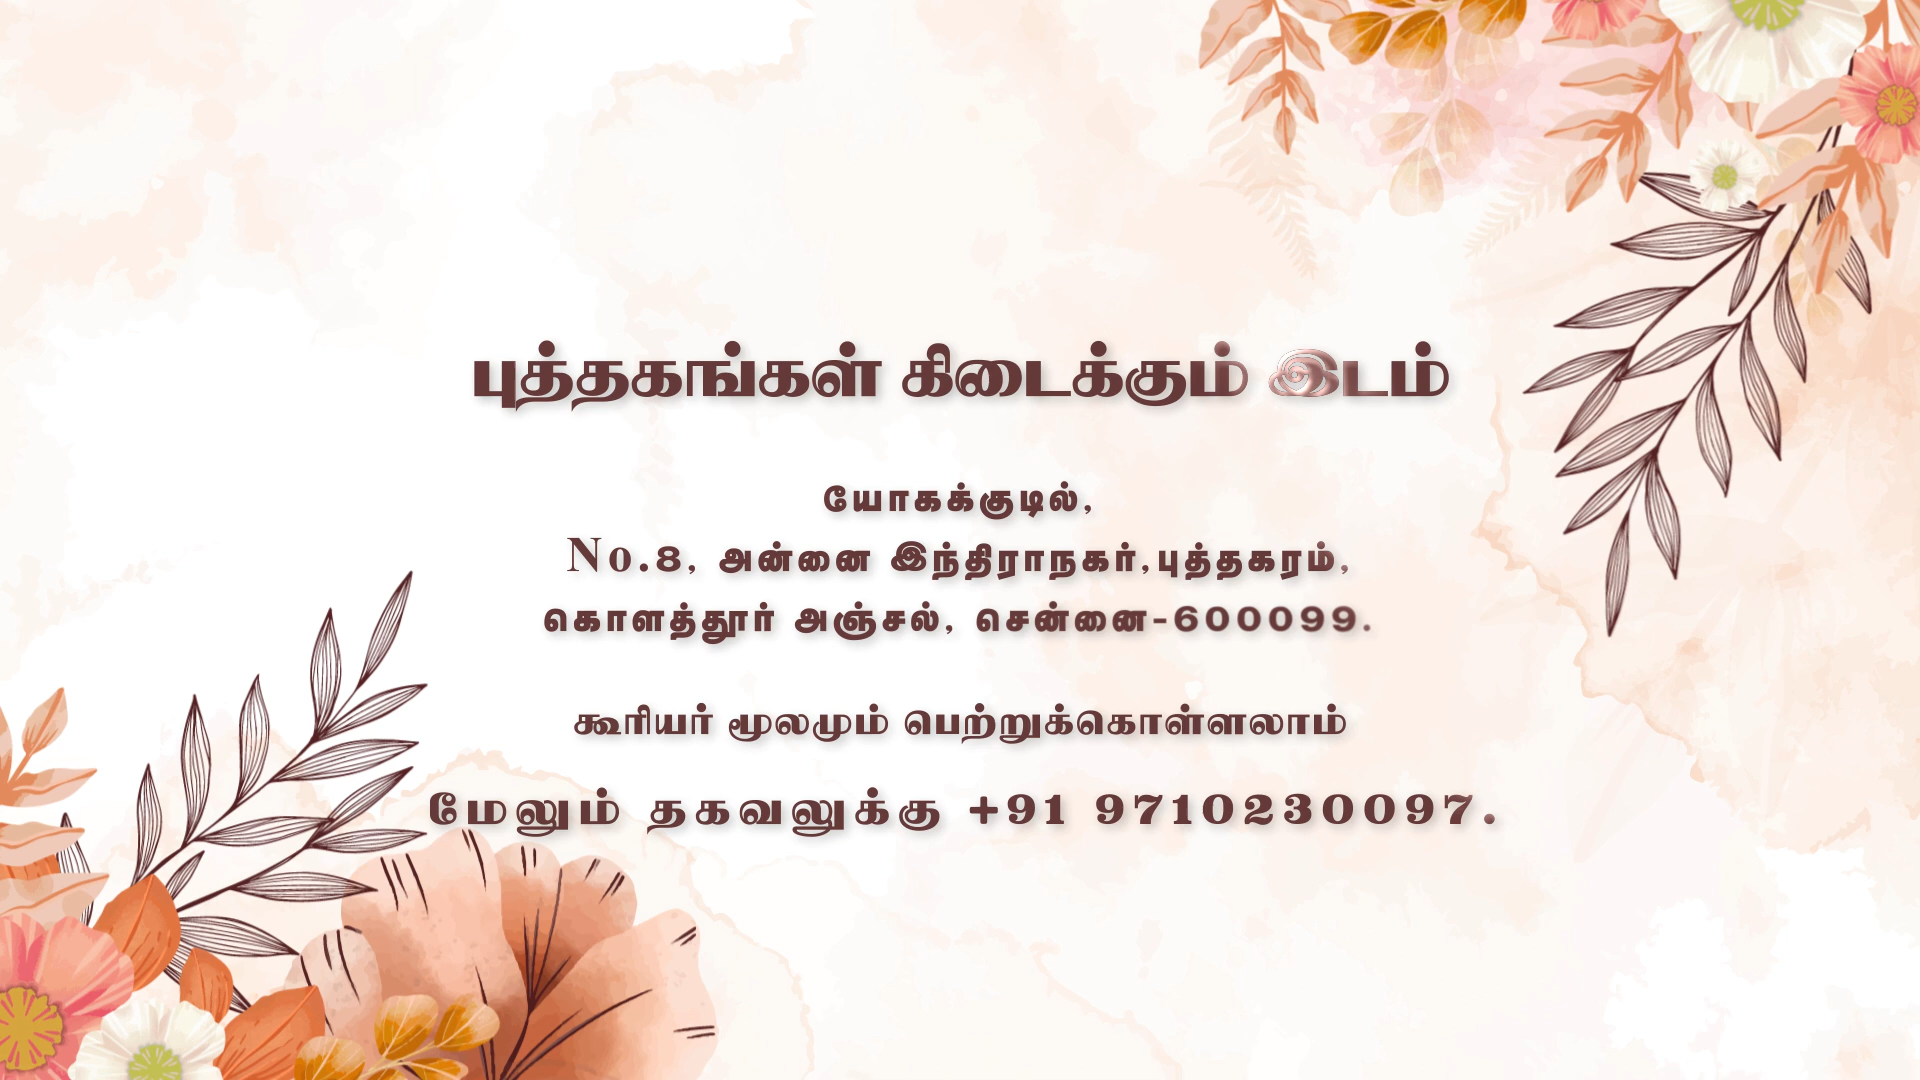 புத்தகங்கள் கிடைக்கும் இடம்
யோகக்குடில்,
No.8, அன்னை இந்திராநகர்,புத்தகரம்,
கொளத்தூர் அஞ்சல், சென்னை-600099.
கூரியர் மூலமும் பெற்றுக்கொள்ளலாம்
மேலும் தகவலுக்கு +91 9710230097.